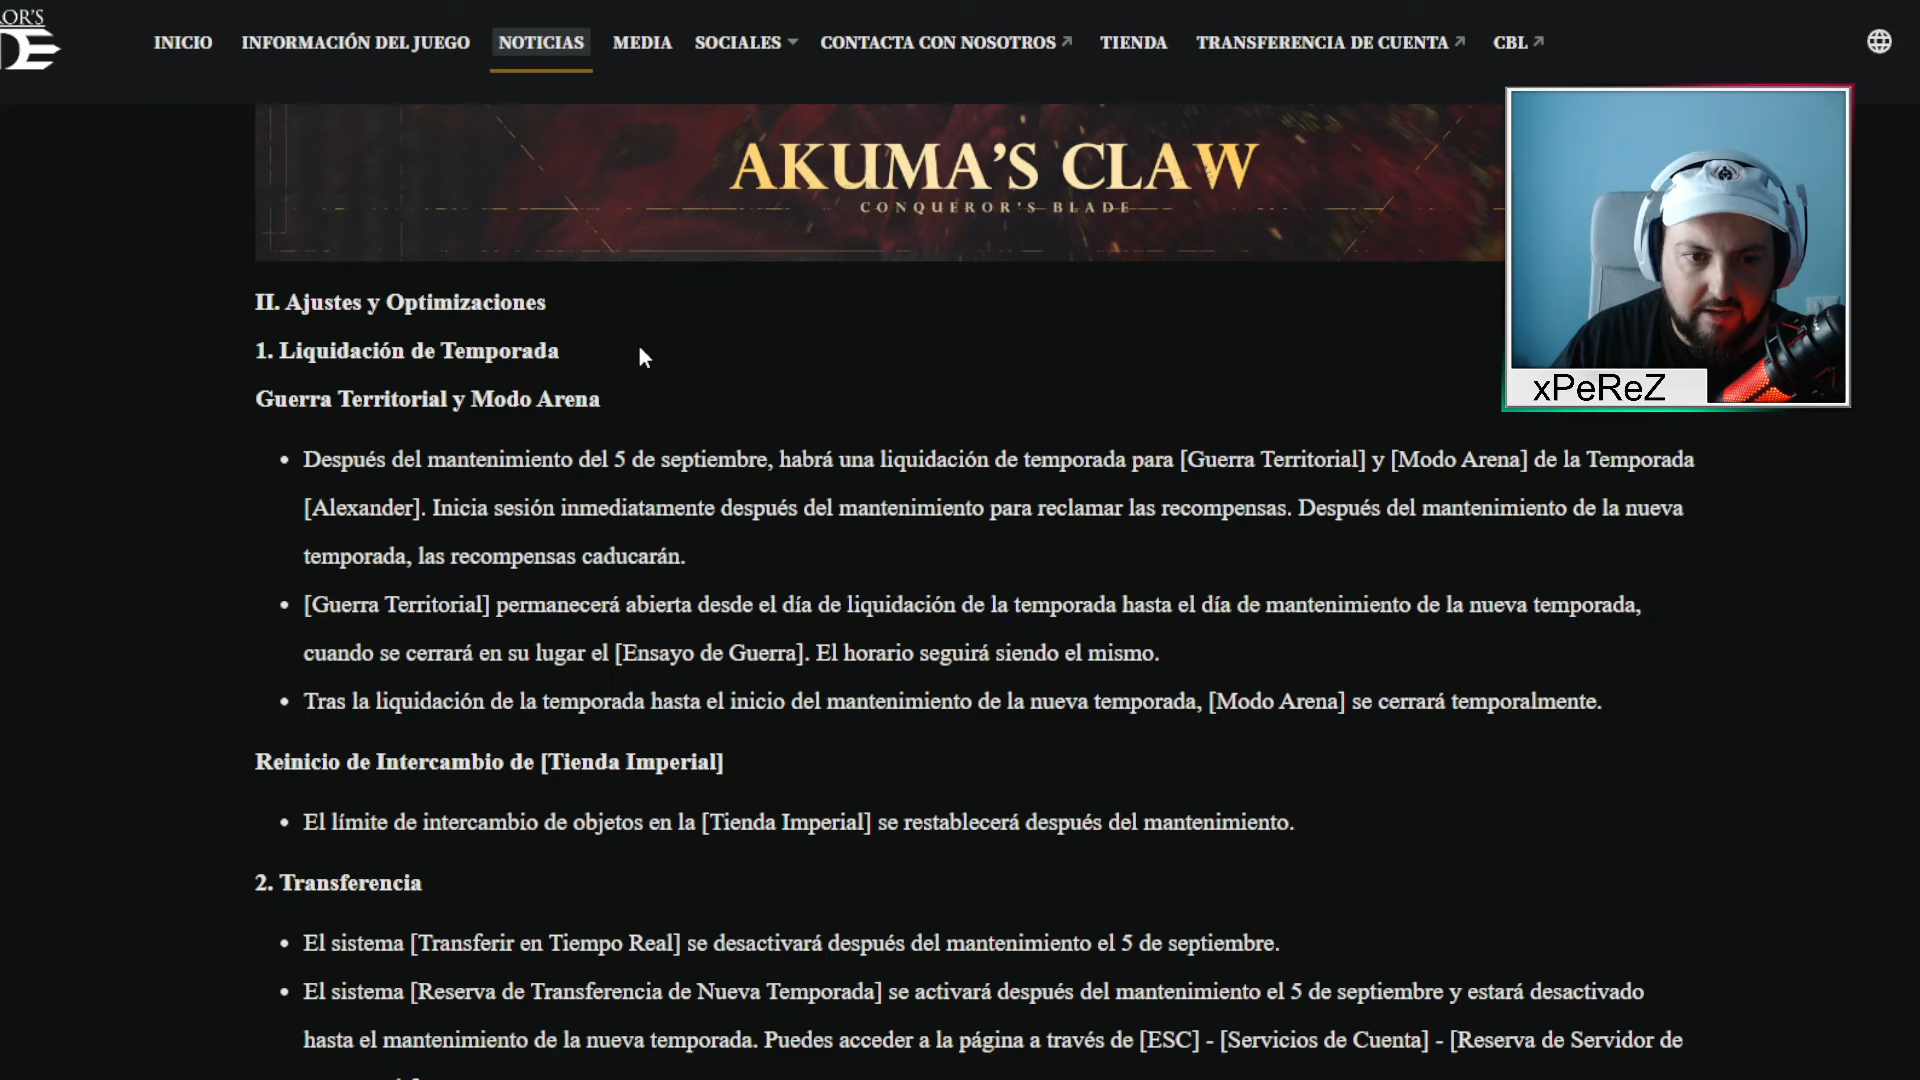 OR'S
DE
INICIO INFORMACIÓN DEL JUEGO NOTICIAS MEDIA SOCIALES CONTACTA CON NOSOTROS TIENDA TRANSFERENCIA DE CUENTA CBL
AKUMA'S CLAW
CONQUEROR'S BLADE
xPeReZ
II. Ajustes y Optimizaciones
1. Liquidación de Temporada
Guerra Territorial y Modo Arena
• Después del mantenimiento del 5 de septiembre, habrá una liquidación de temporada para [Guerra Territorial] y [Modo Arena] de la Temporada
[Alexander]. Inicia sesión inmediatamente después del mantenimiento para reclamar las recompensas. Después del mantenimiento de la nueva
temporada, las recompensas caducarán.
• [Guerra Territorial] permanecerá abierta desde el día de liquidación de la temporada hasta el día de mantenimiento de la nueva temporada,
cuando se cerrará en su lugar el [Ensayo de Guerra]. El horario seguirá siendo el mismo.
• Tras la liquidación de la temporada hasta el inicio del mantenimiento de la nueva temporada, [Modo Arena] se cerrará temporalmente.
Reinicio de Intercambio de [Tienda Imperial]
• El límite de intercambio de objetos en la [Tienda Imperial] se restablecerá después del mantenimiento.
2. Transferencia
• El sistema [Transferir en Tiempo Real] se desactivará después del mantenimiento el 5 de septiembre.
• El sistema [Reserva de Transferencia de Nueva Temporada] se activará después del mantenimiento el 5 de septiembre y estará desactivado
hasta el mantenimiento de la nueva temporada. Puedes acceder a la página a través de [ESC] - [Servicios de Cuenta] - [Reserva de Servidor de